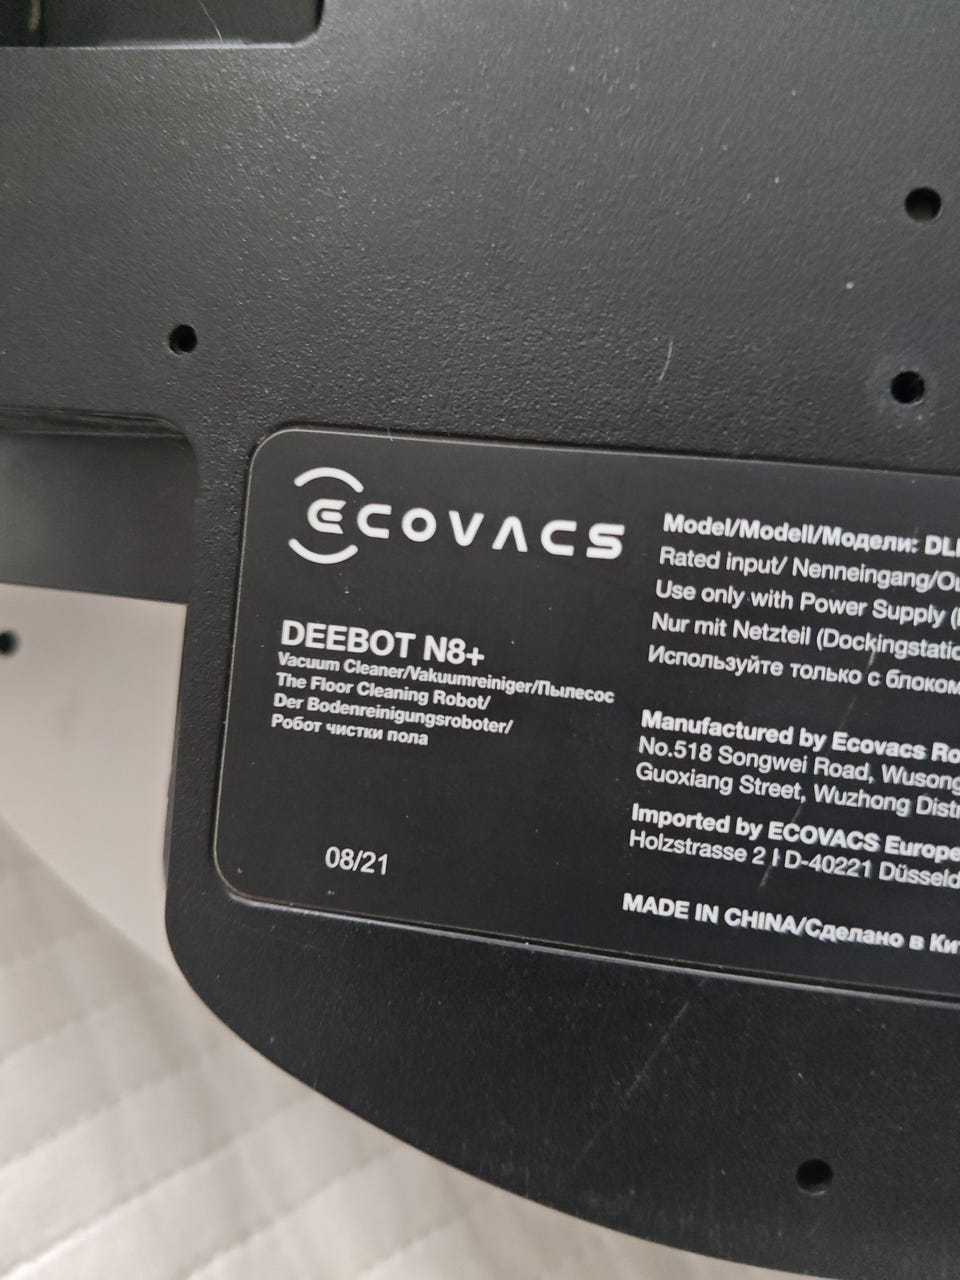 ECOVACS
DEEBOT N8+
Vacuum Cleaner/Vakuumreiniger/Пылесос
The Floor Cleaning Robot/
Der Bodenreinigungsroboter/
Робот чистки пола
08/21
Model/Modell/Модели:
Rated input/ Nenneingang/
Use only with Power Supply
Nur mit Netzteil
Используйте только с блоком
Manufactured by Ecovacs
No.518 Songwei Road,
Guoxiang Street, Wuzhong
Imported by ECOVACS Europe
Holzstrasse 2 | D-40221
MADE IN CHINA/Сделано в